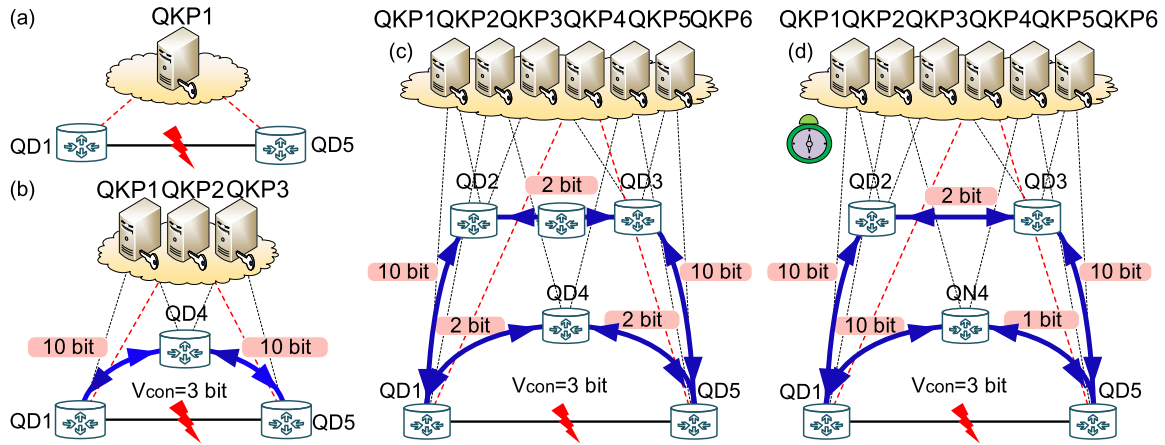 (a)
QKP1
QD1
QD5
(b)
QKP1QKP2QKP3
QD4
10 bit
10 bit
Vcon=3 bit
QD1
QD5
QKP1QKP2QKP3QKP4QKP5QKP6
(c)
QD2
2 bit
QD3
10 bit
10 bit
QD4
2 bit
2 bit
QD1
Vcon=3 bit
QD5
QKP1QKP2QKP3QKP4QKP5QKP6
(d)
QD2
2 bit
QD3
10 bit
10 bit
QN4
10 bit
1 bit
QD1
Vcon=3 bit
QD5